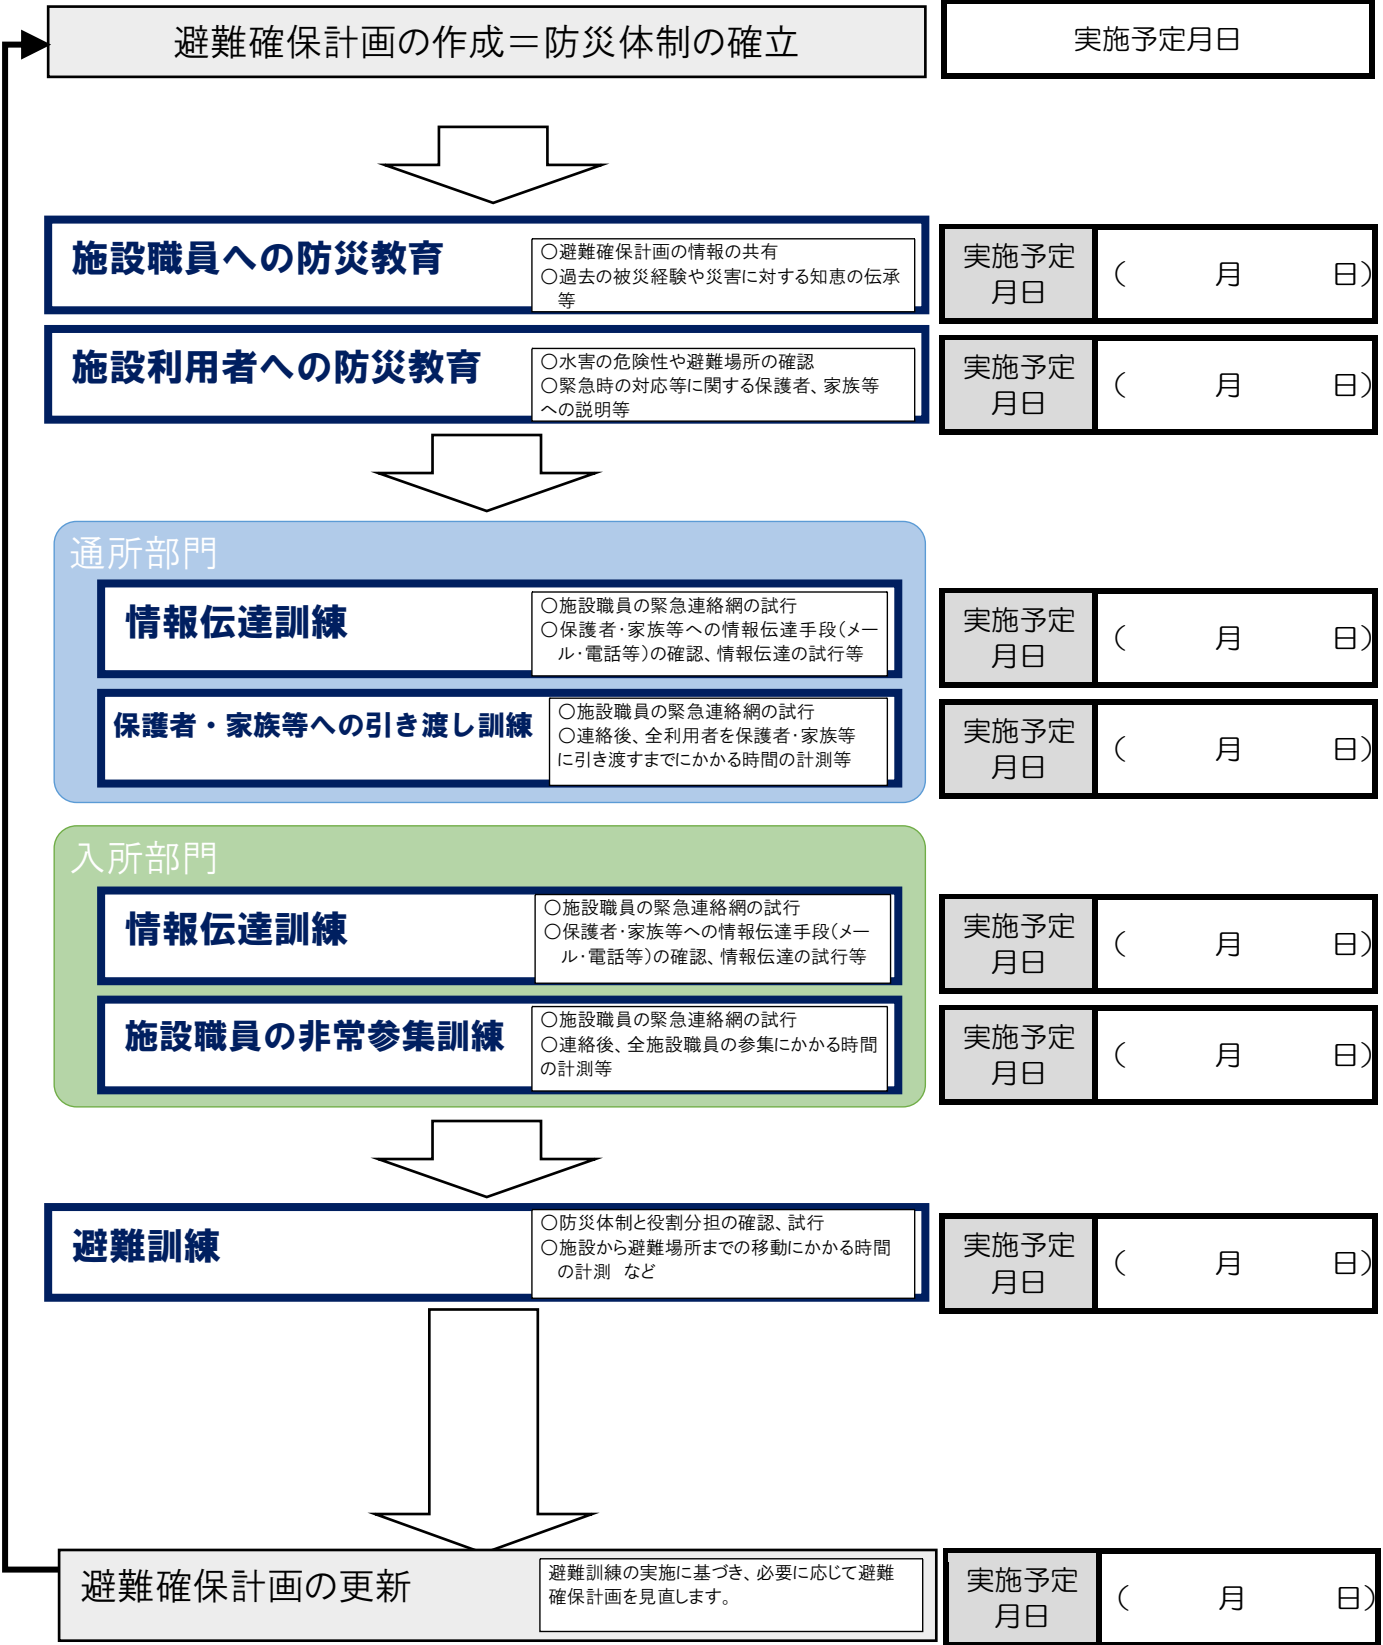 避難確保計画の作成＝防災体制の確立
実施予定月日
施設職員への防災教育
○避難確保計画の情報の共有
○過去の被災経験や災害に対する知恵の伝承
等
実施予定
月日
（　　月　　日）
施設利用者への防災教育
○水害の危険性や避難場所の確認
○緊急時の対応等に関する保護者、家族等
への説明等
実施予定
月日
（　　月　　日）
通所部門
情報伝達訓練
○施設職員の緊急連絡網の試行
○保護者・家族等への情報伝達手段（メー
ル・電話等）の確認、情報伝達の試行等
実施予定
月日
（　　月　　日）
保護者・家族等への引き渡し訓練
○施設職員の緊急連絡網の試行
○連絡後、全利用者を保護者・家族等
に引き渡すまでにかかる時間の計測等
実施予定
月日
（　　月　　日）
入所部門
情報伝達訓練
○施設職員の緊急連絡網の試行
○保護者・家族等への情報伝達手段（メー
ル・電話等）の確認、情報伝達の試行等
実施予定
月日
（　　月　　日）
施設職員の非常参集訓練
○施設職員の緊急連絡網の試行
○連絡後、全施設職員の参集にかかる時間
の計測等
実施予定
月日
（　　月　　日）
避難訓練
○防災体制と役割分担の確認、試行
○施設から避難場所までの移動にかかる時間
の計測　など
実施予定
月日
（　　月　　日）
避難確保計画の更新
避難訓練の実施に基づき、必要に応じて避難
確保計画を見直します。
実施予定
月日
（　　月　　日）